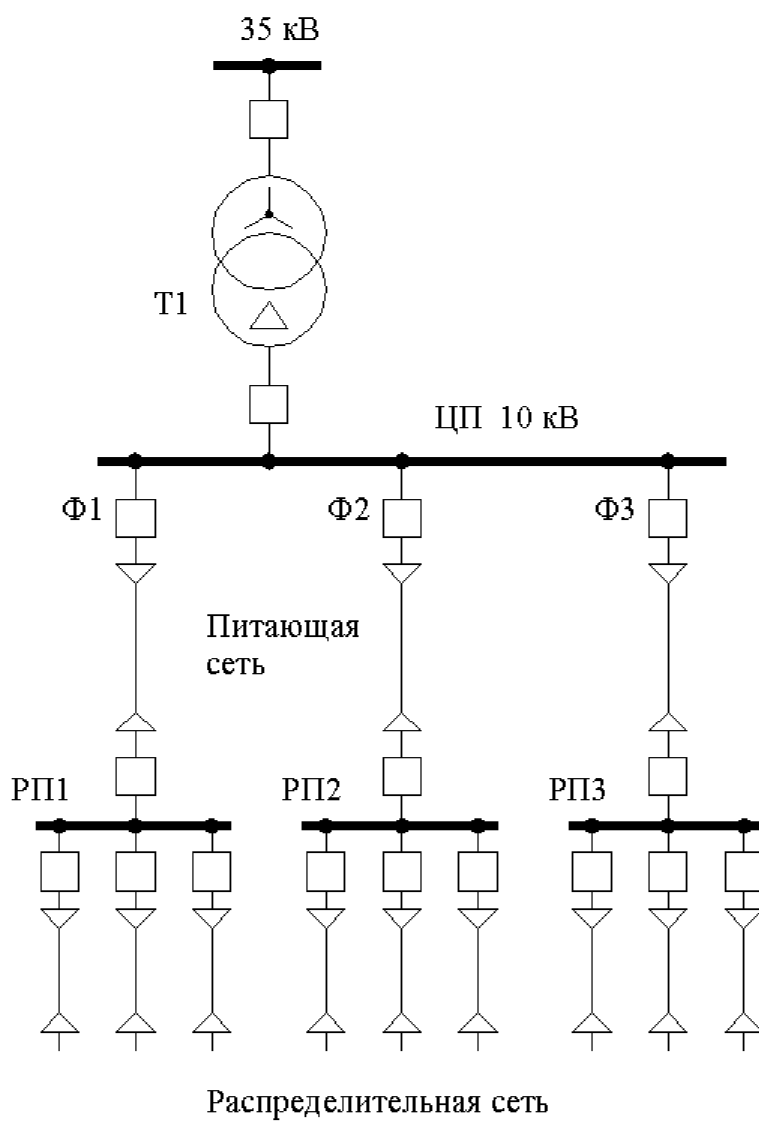 35 кВ
Т1
ЦП 10 кВ
Ф1
Ф2
Ф3
Питающая
сеть
РП1
РП2
РП3
Распределительная сеть